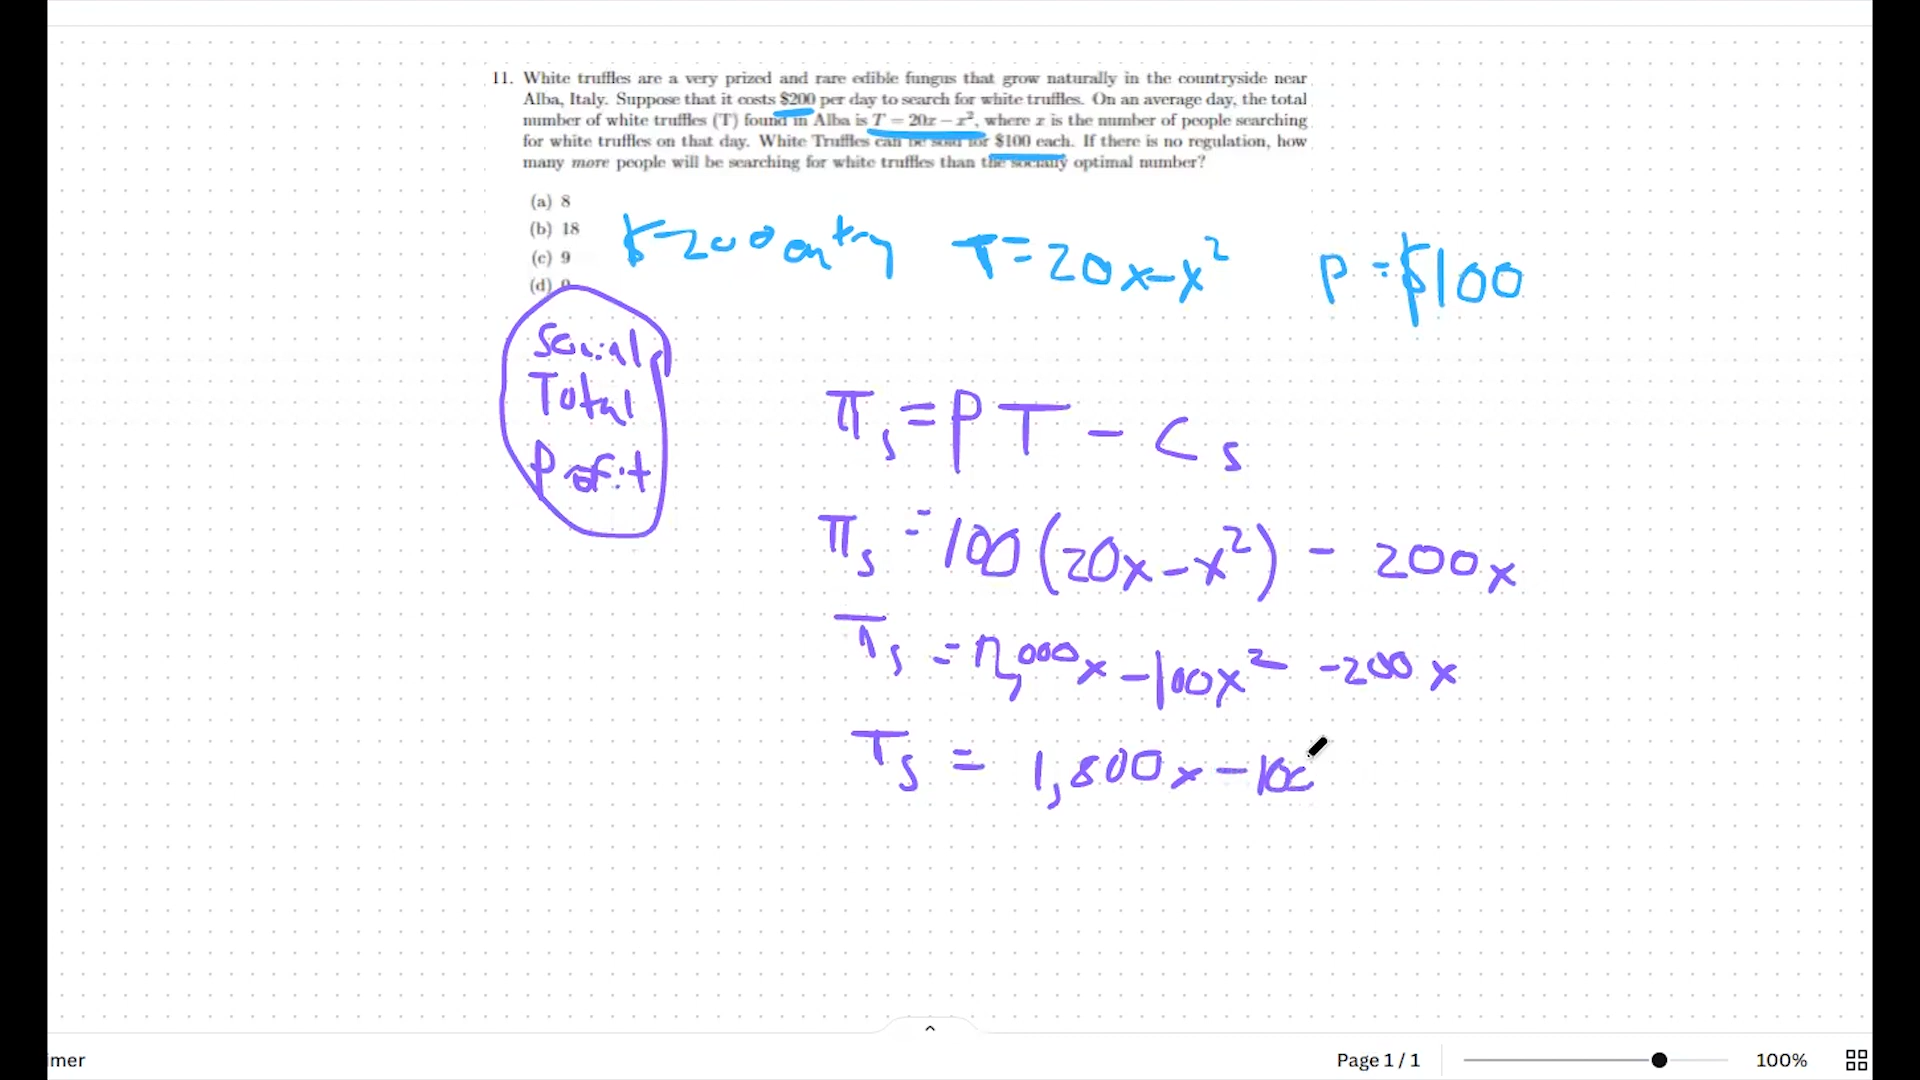 11. White truffles are a very prized and rare edible fungus that grow naturally in the countryside near
Alba, Italy. Suppose that it costs $200 per day to search for white truffles. On an average day, the total
number of white truffles (T) found in Alba is T = 20x − x², where x is the number of people searching
for white truffles on that day. White Truffles can be sold for $100 each. If there is no regulation, how
many more people will be searching for white truffles than the socially optimal number?
(a) 8
(b) 18
(c) 9
(d)
$200 entry T = 20x - x² P = $100
Social
Total
Profit
πs = PT - Cs
πs = 100(20x - x²) - 200x
πs = 2,000x - 100x² - 200x
πs = 1,800x - 100
imer
Page 1 / 1
100%